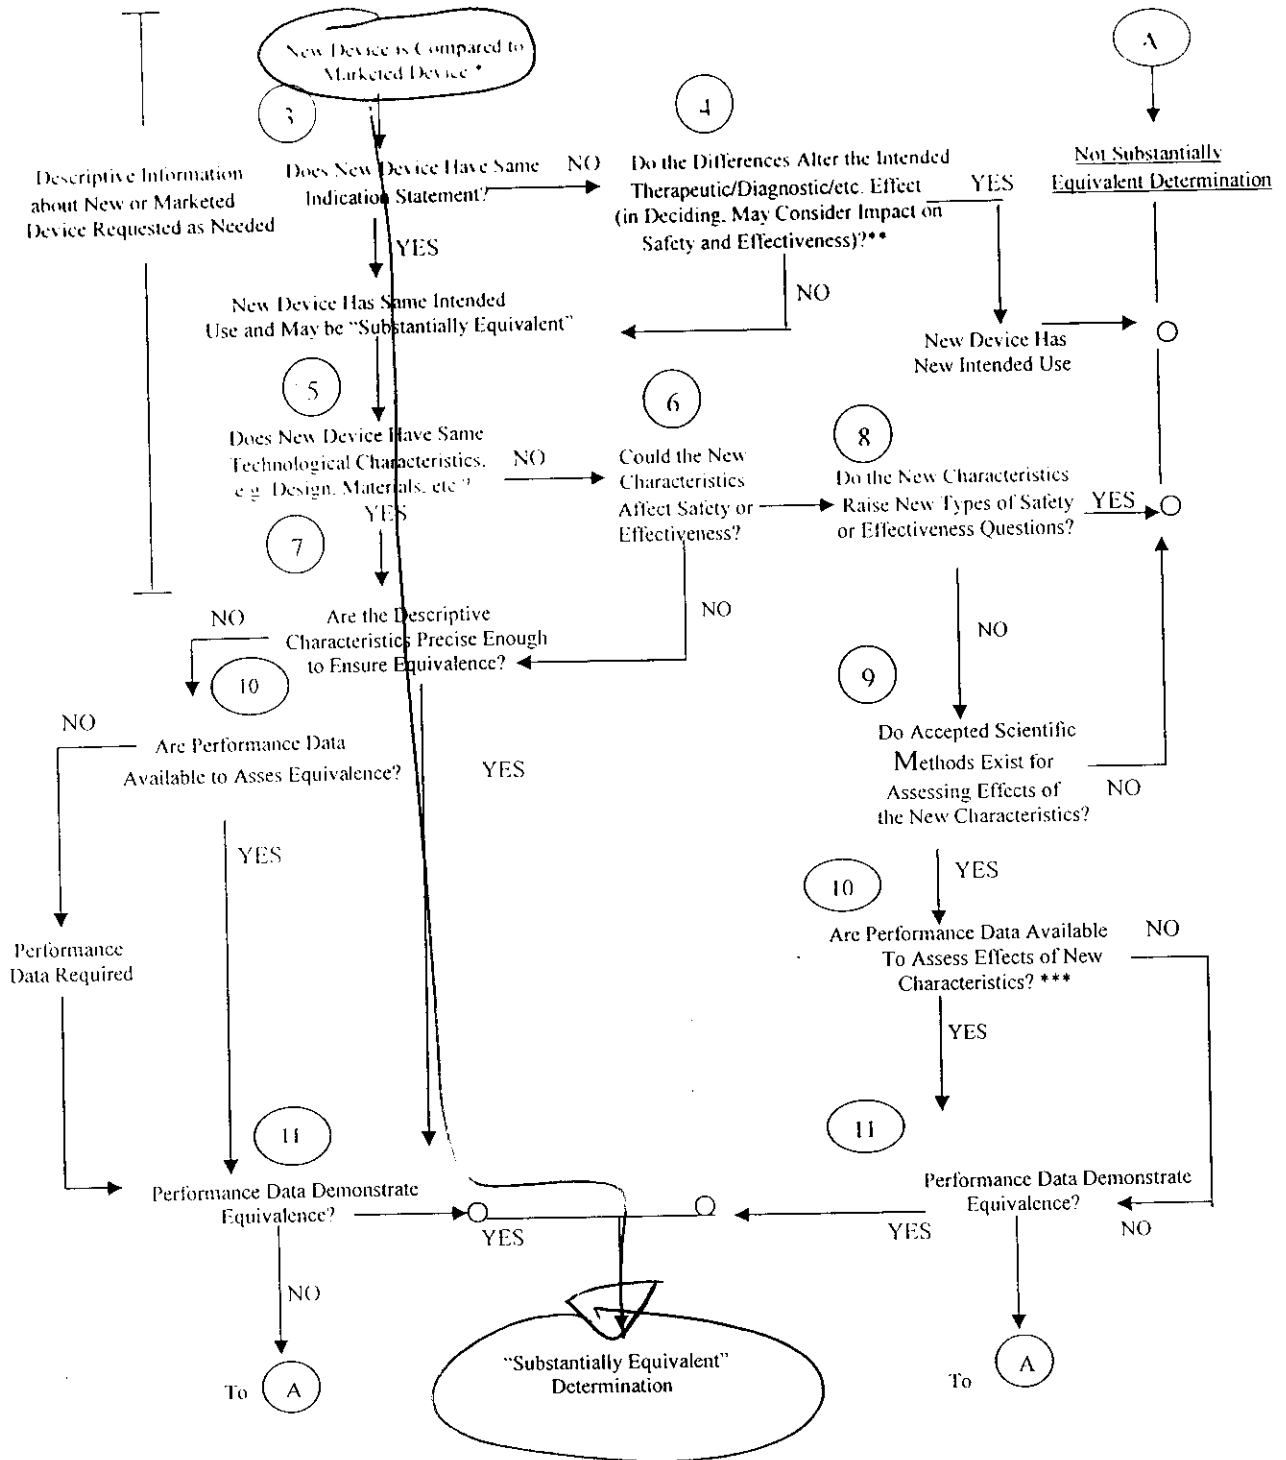 New Device is Compared to
Marketed Device *
A
3
4
Descriptive Information
about New or Marketed
Device Requested as Needed
Does New Device Have Same
Indication Statement?
NO
Do the Differences Alter the Intended
Therapeutic/Diagnostic/etc. Effect
(in Deciding, May Consider Impact on
Safety and Effectiveness)?**
YES
Not Substantially
Equivalent Determination
YES
NO
New Device Has Same Intended
Use and May be “Substantially Equivalent”
New Device Has
New Intended Use
5
6
8
Does New Device Have Same
Technological Characteristics,
e.g. Design, Materials, etc.?
NO
Could the New
Characteristics
Affect Safety or
Effectiveness?
Do the New Characteristics
Raise New Types of Safety
or Effectiveness Questions?
YES
YES
7
NO
Are the Descriptive
Characteristics Precise Enough
to Ensure Equivalence?
NO
NO
10
9
NO
Are Performance Data
Available to Asses Equivalence?
YES
Do Accepted Scientific
Methods Exist for
Assessing Effects of
the New Characteristics?
NO
YES
YES
10
Performance
Data Required
Are Performance Data Available
To Assess Effects of New
Characteristics? ***
NO
YES
11
11
Performance Data Demonstrate
Equivalence?
YES
Performance Data Demonstrate
Equivalence?
YES
NO
NO
“Substantially Equivalent”
Determination
To
A
To
A